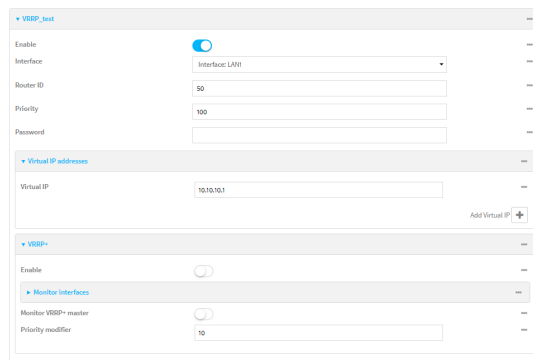 VRRP_test
Enable
Interface
Interface: LAN1
Router ID
50
Priority
100
Password
Virtual IP addresses
Virtual IP
10.10.10.1
Add Virtual IP
VRRP+
Enable
Monitor interfaces
Monitor VRRP+ master
Priority modifier
10